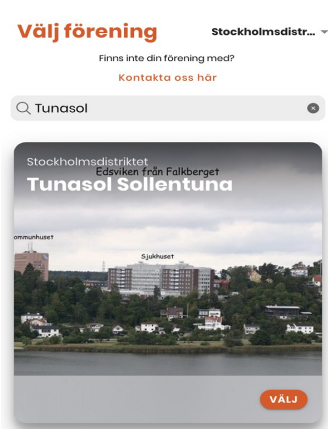 Välj förening
Stockholmsdistr...
Finns inte din förening med?
Kontakta oss här
Tunasol
Stockholmsdistriktet
Edsviken från Falkberget
Tunasol Sollentuna
ommunhuset
Sjukhuset
VÄLJ